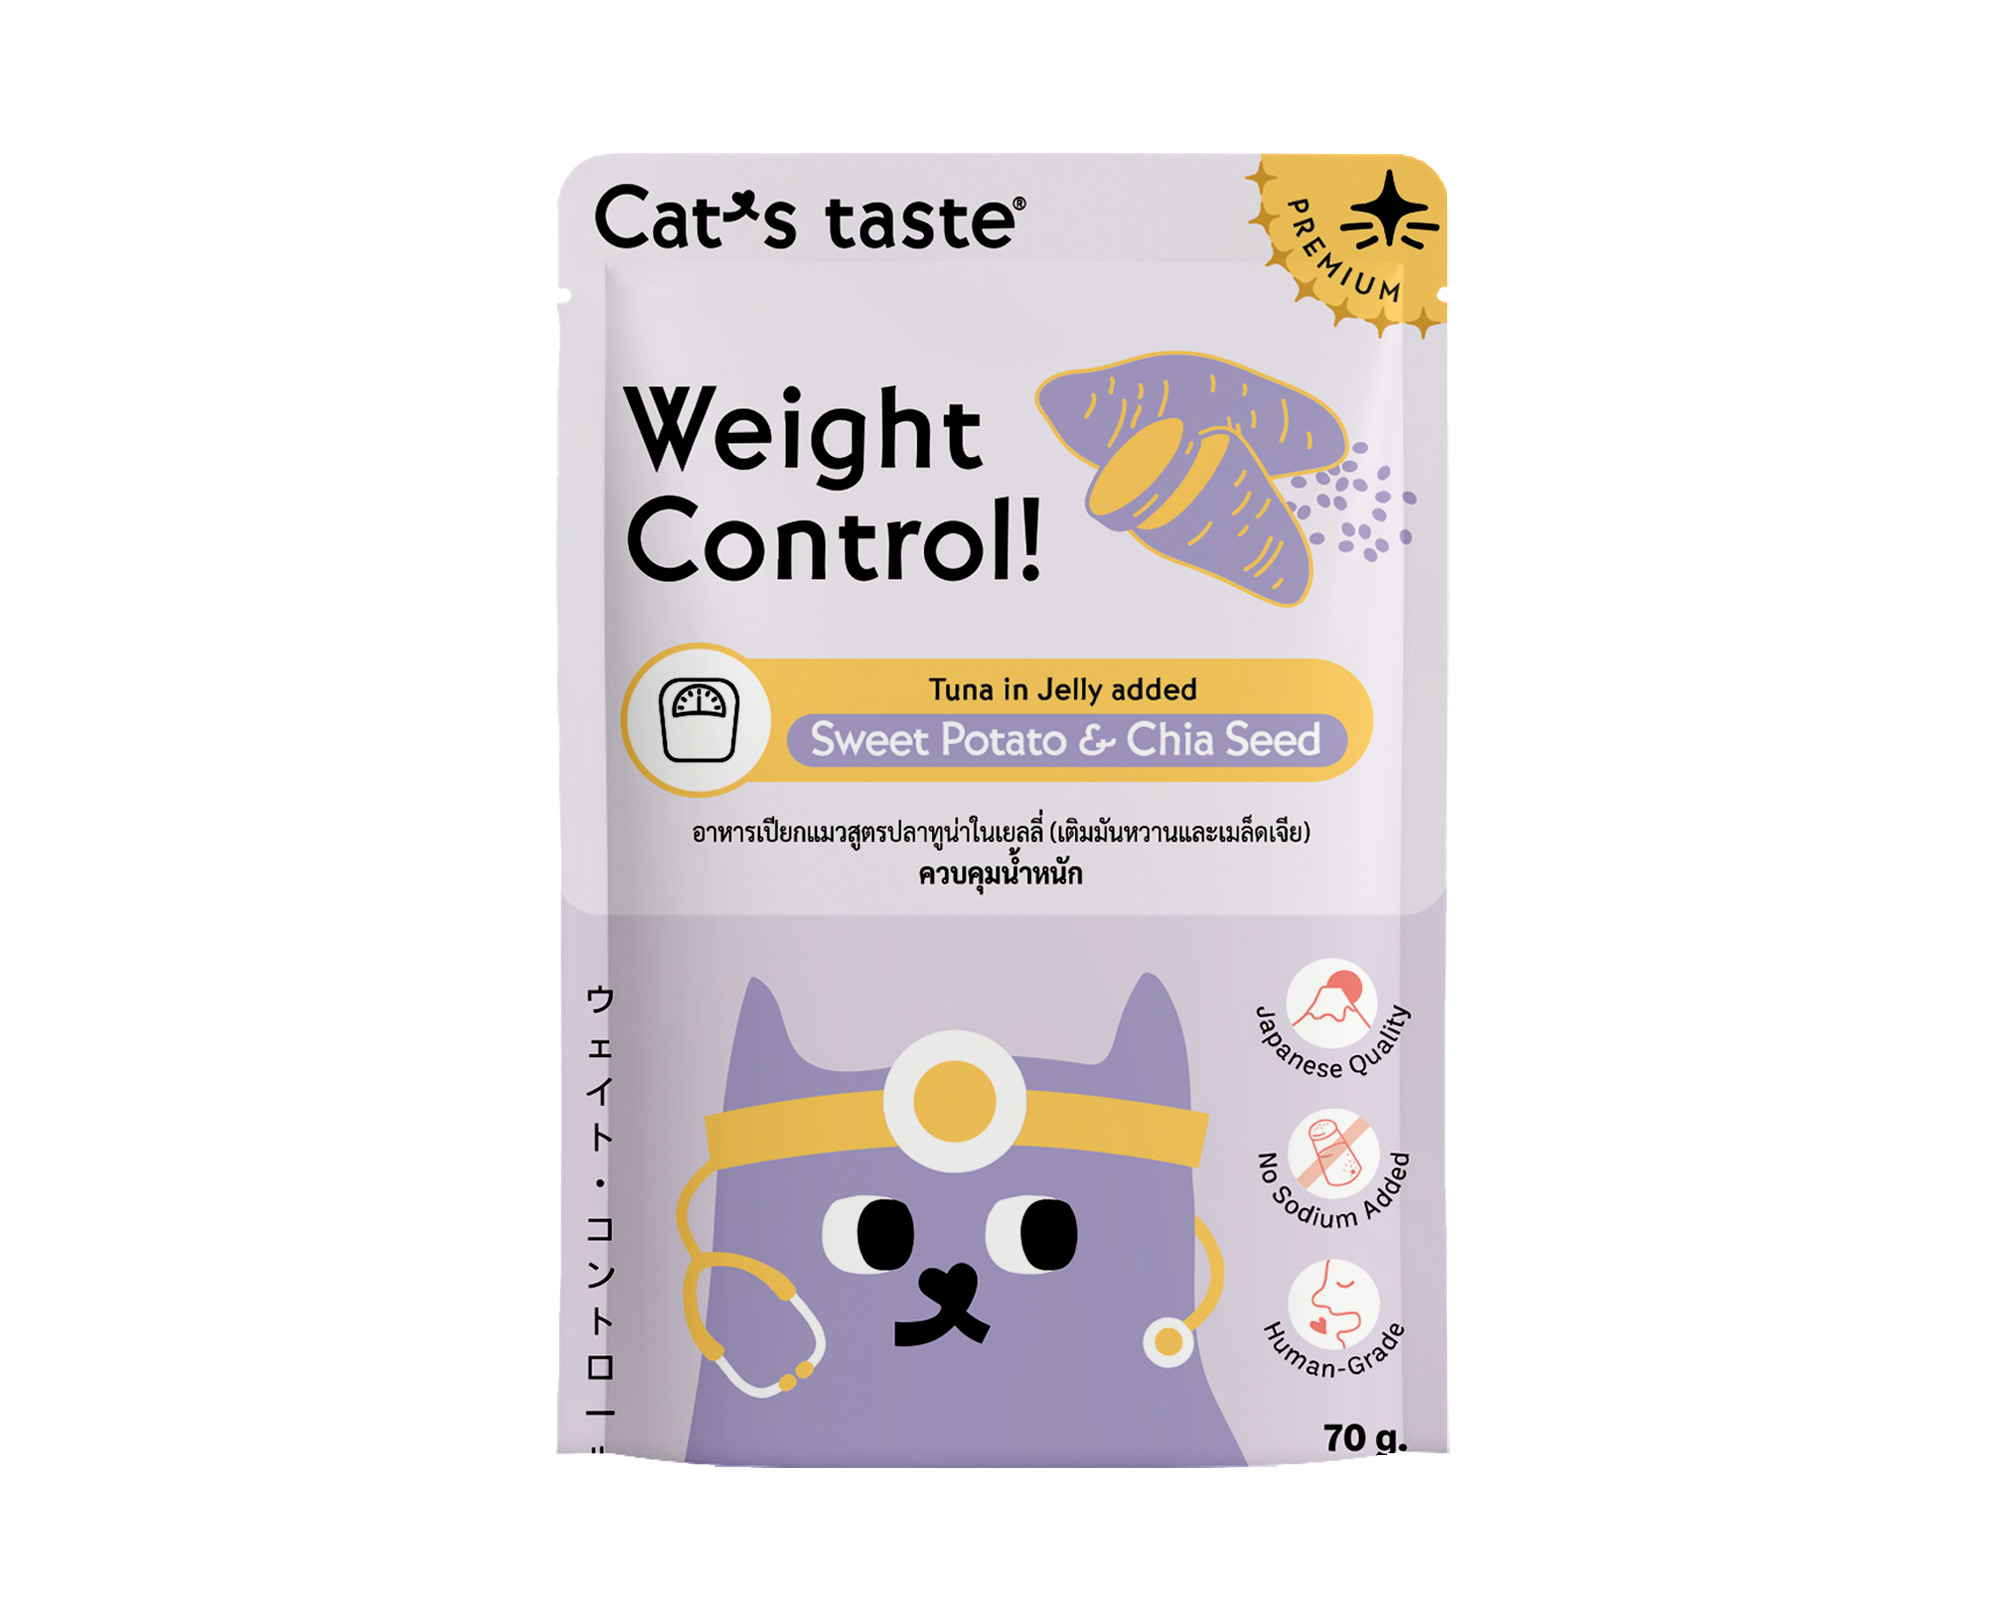 Cat's taste®
PREMIUM
Weight
Control!
Tuna in Jelly added
Sweet Potato & Chia Seed
อาหารเปียกแมวสูตรปลาทูน่าในเยลลี่ (เติมมันหวานและเมล็ดเจีย)
ควบคุมน้ำหนัก
ウェイト・コントロー
Japanese Quality
No Sodium Added
Human-Grade
70 g.